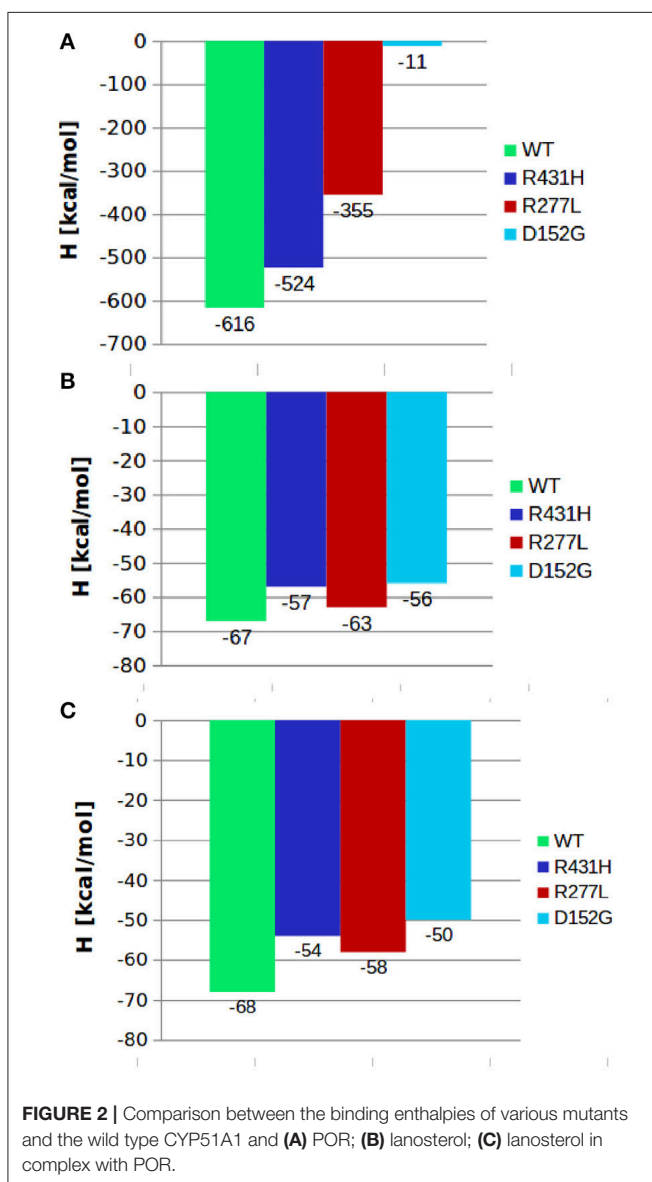 A
0
-100
-200
-300
-400
-500
-600
-700
H [kcal/mol]
-616
-524
-355
-11
WT
R431H
R277L
D152G
B
0
-10
-20
-30
-40
-50
-60
-70
-80
H [kcal/mol]
-67
-57
-63
-56
WT
R431H
R277L
D152G
C
0
-10
-20
-30
-40
-50
-60
-70
-80
H [kcal/mol]
-68
-54
-58
-50
WT
R431H
R277L
D152G
FIGURE 2 | Comparison between the binding enthalpies of various mutants
and the wild type CYP51A1 and (A) POR; (B) lanosterol; (C) lanosterol in
complex with POR.